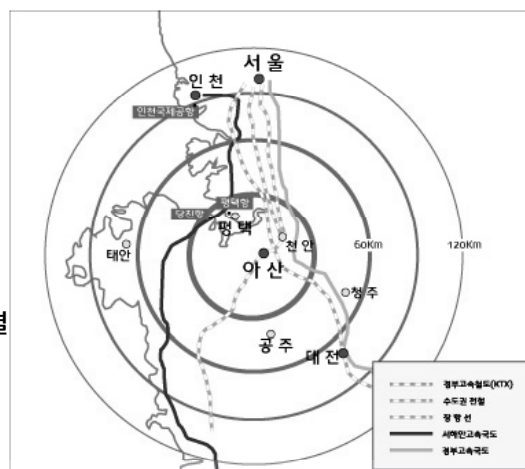 서울
인천
인천국제공항
평택항
당진항
평택
천안
태안
아산
60Km
120Km
청주
공주
대전
경부고속철도(KTX)
수도권 전철
장항선
서해안고속국도
경부고속국도